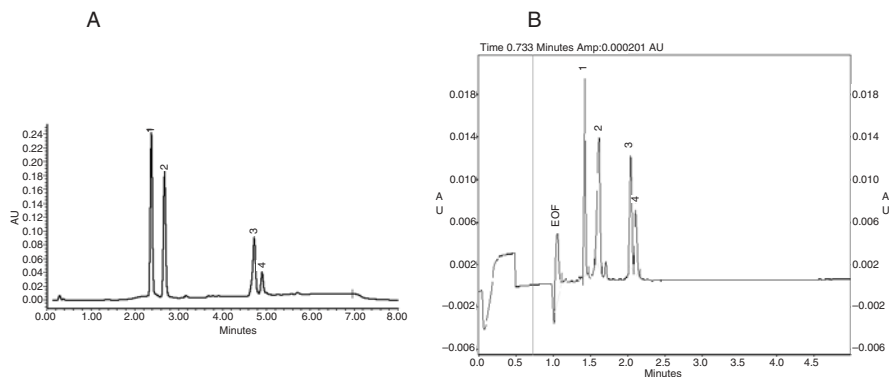 A
B
Time 0.733 Minutes Amp:0.000201 AU
1
2
3
4
0.24
0.22
0.20
0.18
0.16
0.14
0.12
0.10
0.08
0.06
0.04
0.02
0.00
AU
0.00 1.00 2.00 3.00 4.00 5.00 6.00 7.00 8.00
Minutes
EOF
1
2
3
4
0.018
0.014
0.010
0.006
0.002
−0.002
−0.006
A
U
0.018
0.014
0.010
0.006
0.002
−0.002
−0.006
A
U
0.0 0.5 1.0 1.5 2.0 2.5 3.0 3.5 4.0 4.5
Minutes